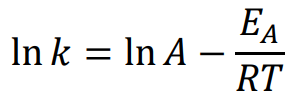 ln k = ln A − E_A / RT